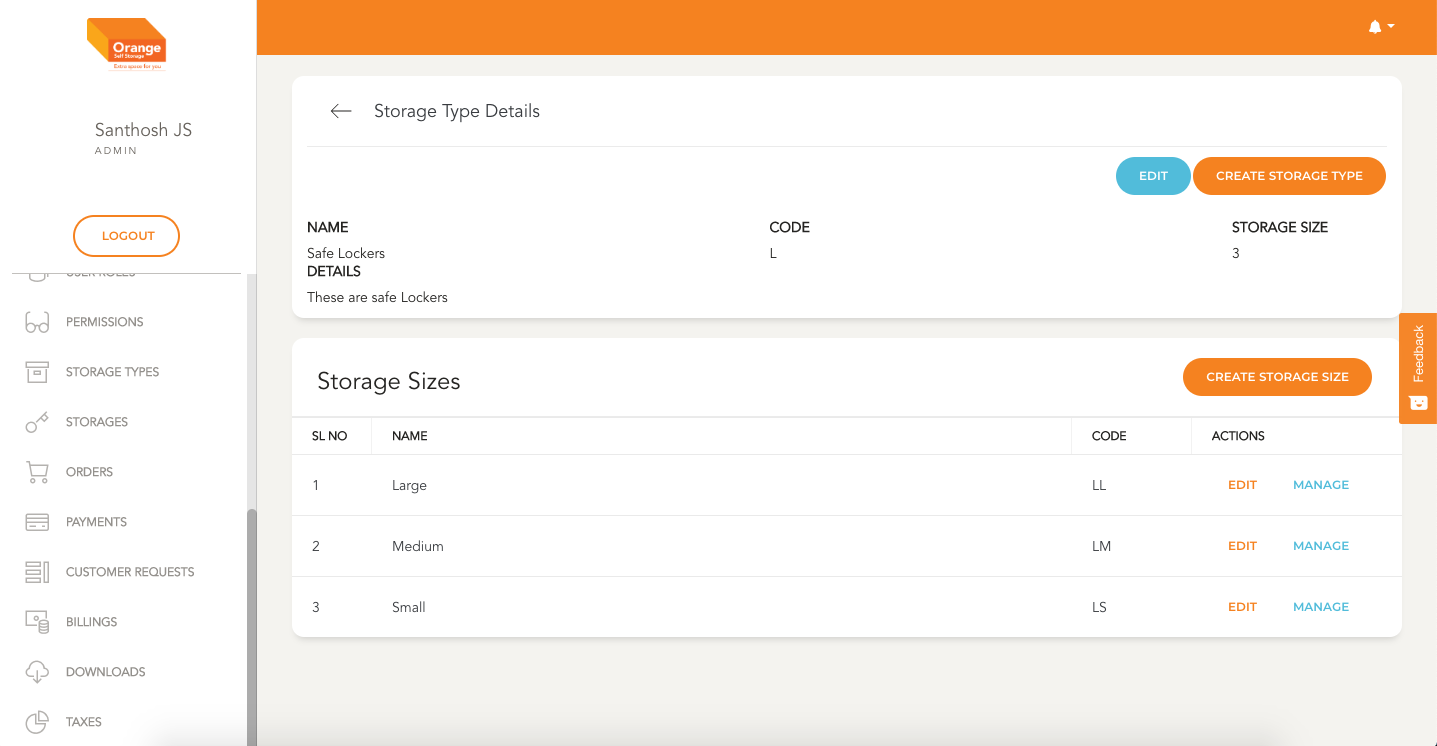 Orange
Self Storage
Extra space for you
Santhosh JS
ADMIN
LOGOUT
USER ROLES
PERMISSIONS
STORAGE TYPES
STORAGES
ORDERS
PAYMENTS
CUSTOMER REQUESTS
BILLINGS
DOWNLOADS
TAXES
Storage Type Details
EDIT CREATE STORAGE TYPE
NAME CODE STORAGE SIZE
Safe Lockers L 3
DETAILS
These are safe Lockers
Storage Sizes CREATE STORAGE SIZE
SL NO NAME CODE ACTIONS
1 Large LL EDIT MANAGE
2 Medium LM EDIT MANAGE
3 Small LS EDIT MANAGE
Feedback